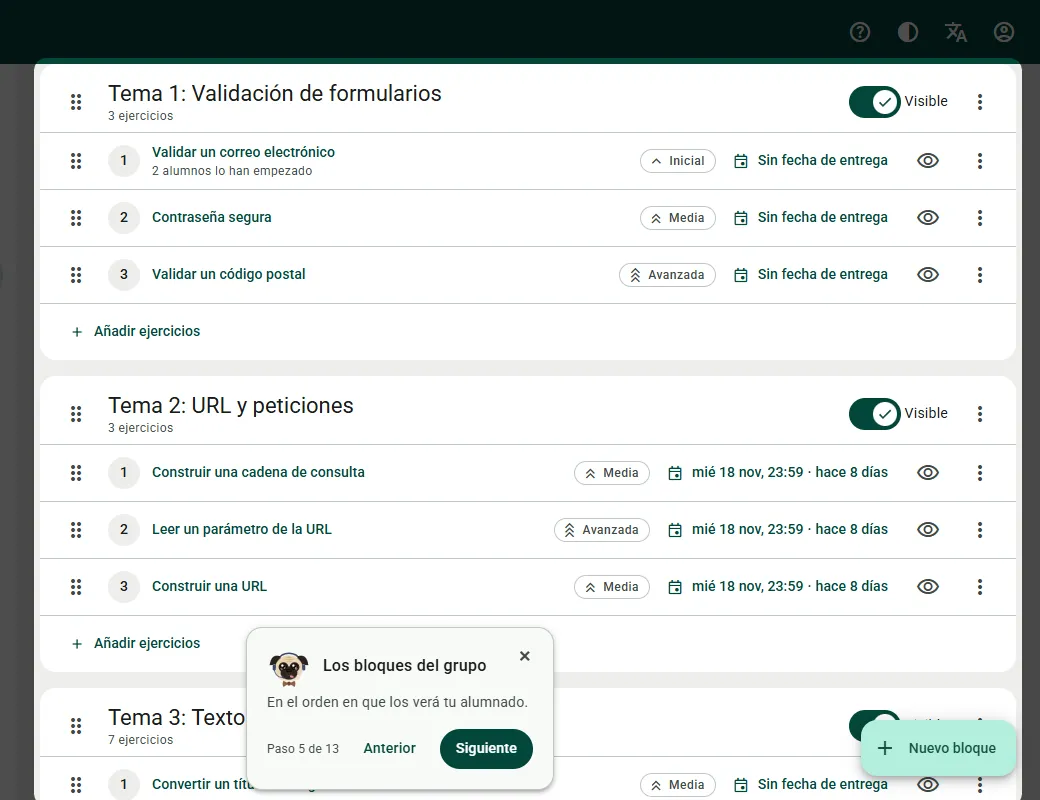 Tema 1: Validación de formularios
3 ejercicios
Visible
1
Validar un correo electrónico
2 alumnos lo han empezado
Inicial
Sin fecha de entrega
2
Contraseña segura
Media
Sin fecha de entrega
3
Validar un código postal
Avanzada
Sin fecha de entrega
+ Añadir ejercicios
Tema 2: URL y peticiones
3 ejercicios
Visible
1
Construir una cadena de consulta
Media
mié 18 nov, 23:59 · hace 8 días
2
Leer un parámetro de la URL
Avanzada
mié 18 nov, 23:59 · hace 8 días
3
Construir una URL
Media
mié 18 nov, 23:59 · hace 8 días
+ Añadir ejercicios
Los bloques del grupo
En el orden en que los verá tu alumnado.
Paso 5 de 13
Anterior
Siguiente
Tema 3: Texto
7 ejercicios
+ Nuevo bloque
1
Convertir un
Media
Sin fecha de entrega